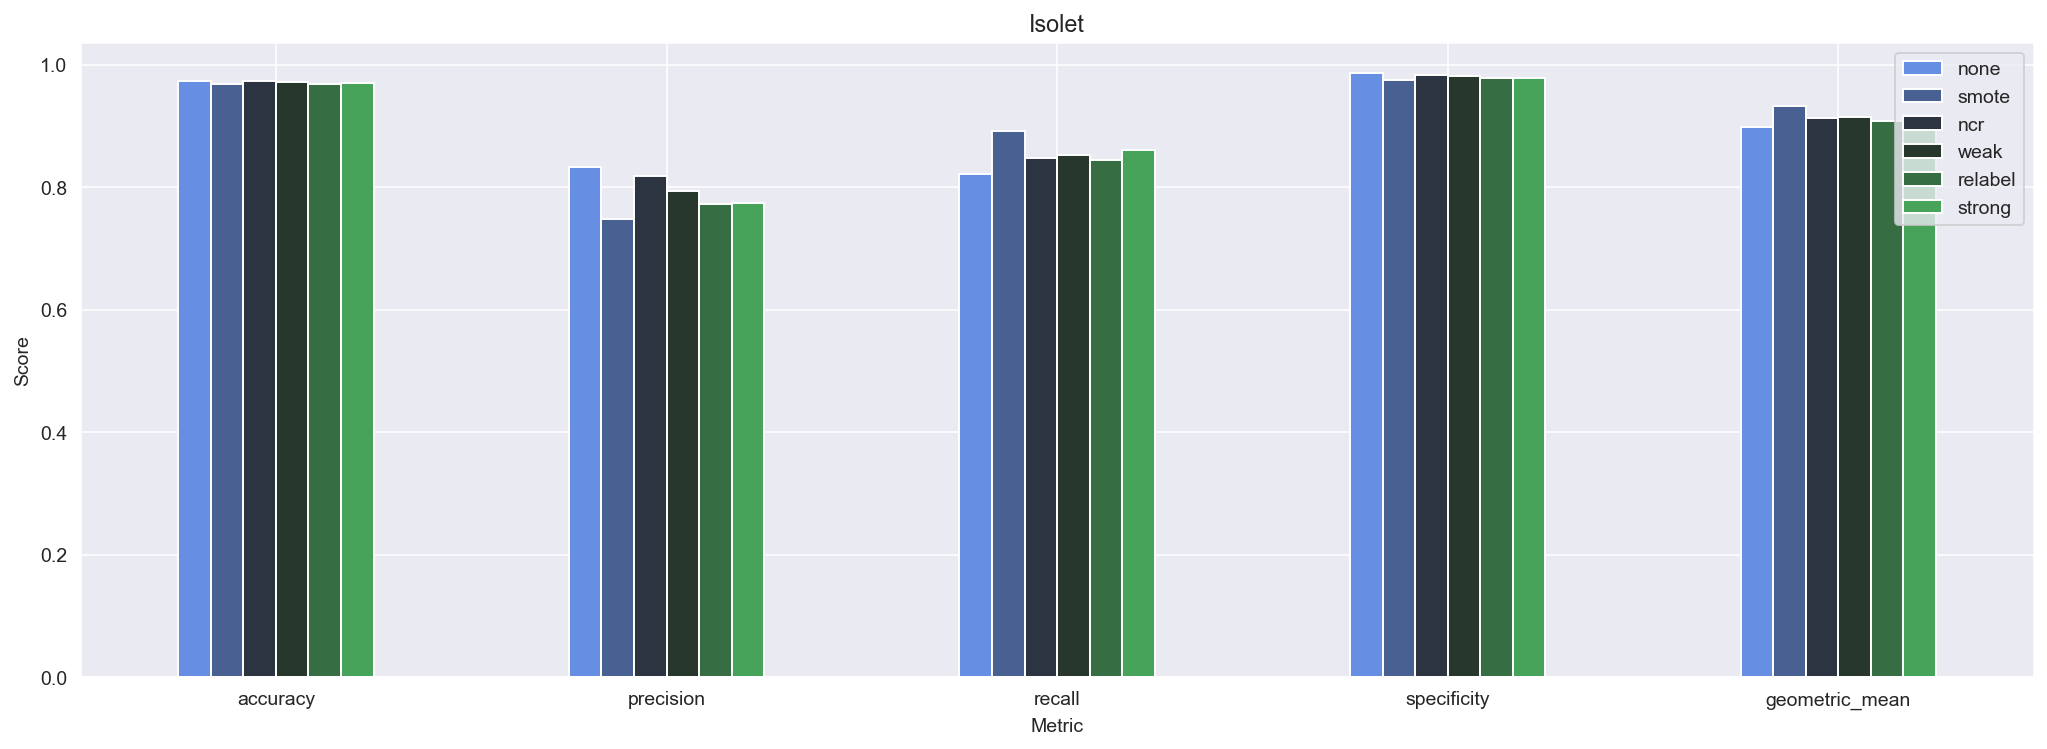 Isolet
1.0
0.8
0.6
0.4
0.2
0.0
Score
accuracy
precision
recall
specificity
geometric_mean
Metric
none
smote
ncr
weak
relabel
strong